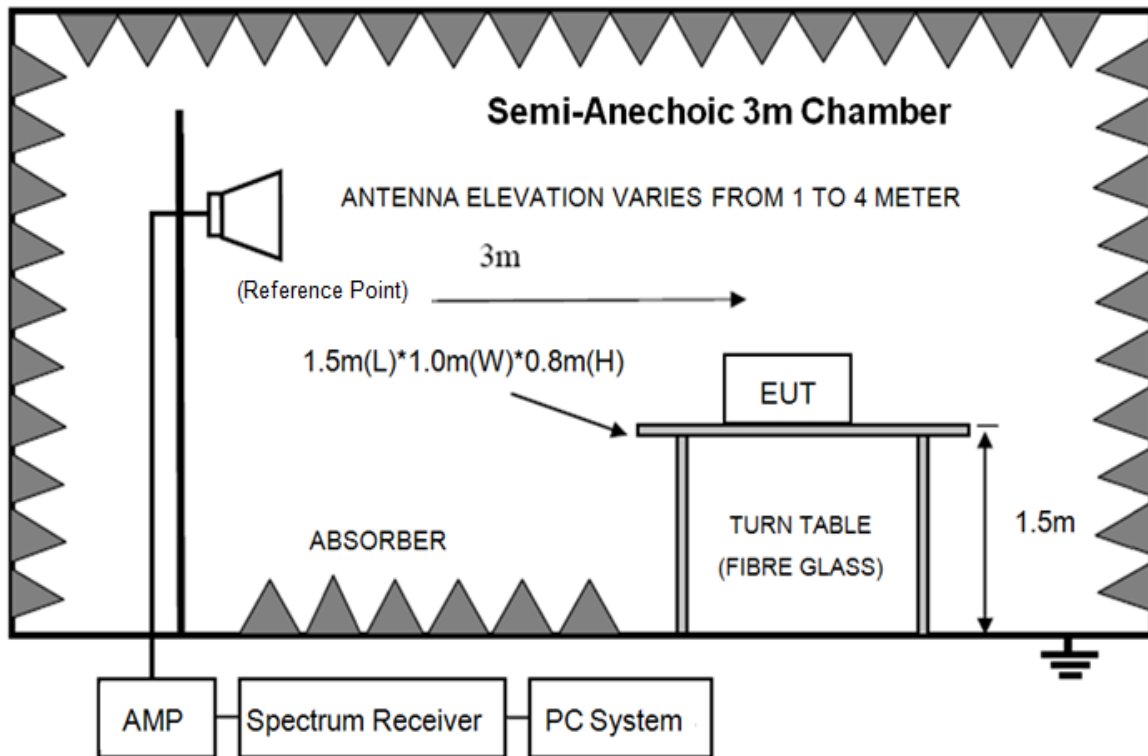 Semi-Anechoic 3m Chamber
ANTENNA ELEVATION VARIES FROM 1 TO 4 METER
3m
(Reference Point)
1.5m(L)*1.0m(W)*0.8m(H)
EUT
TURN TABLE
(FIBRE GLASS)
1.5m
ABSORBER
AMP
Spectrum Receiver
PC System